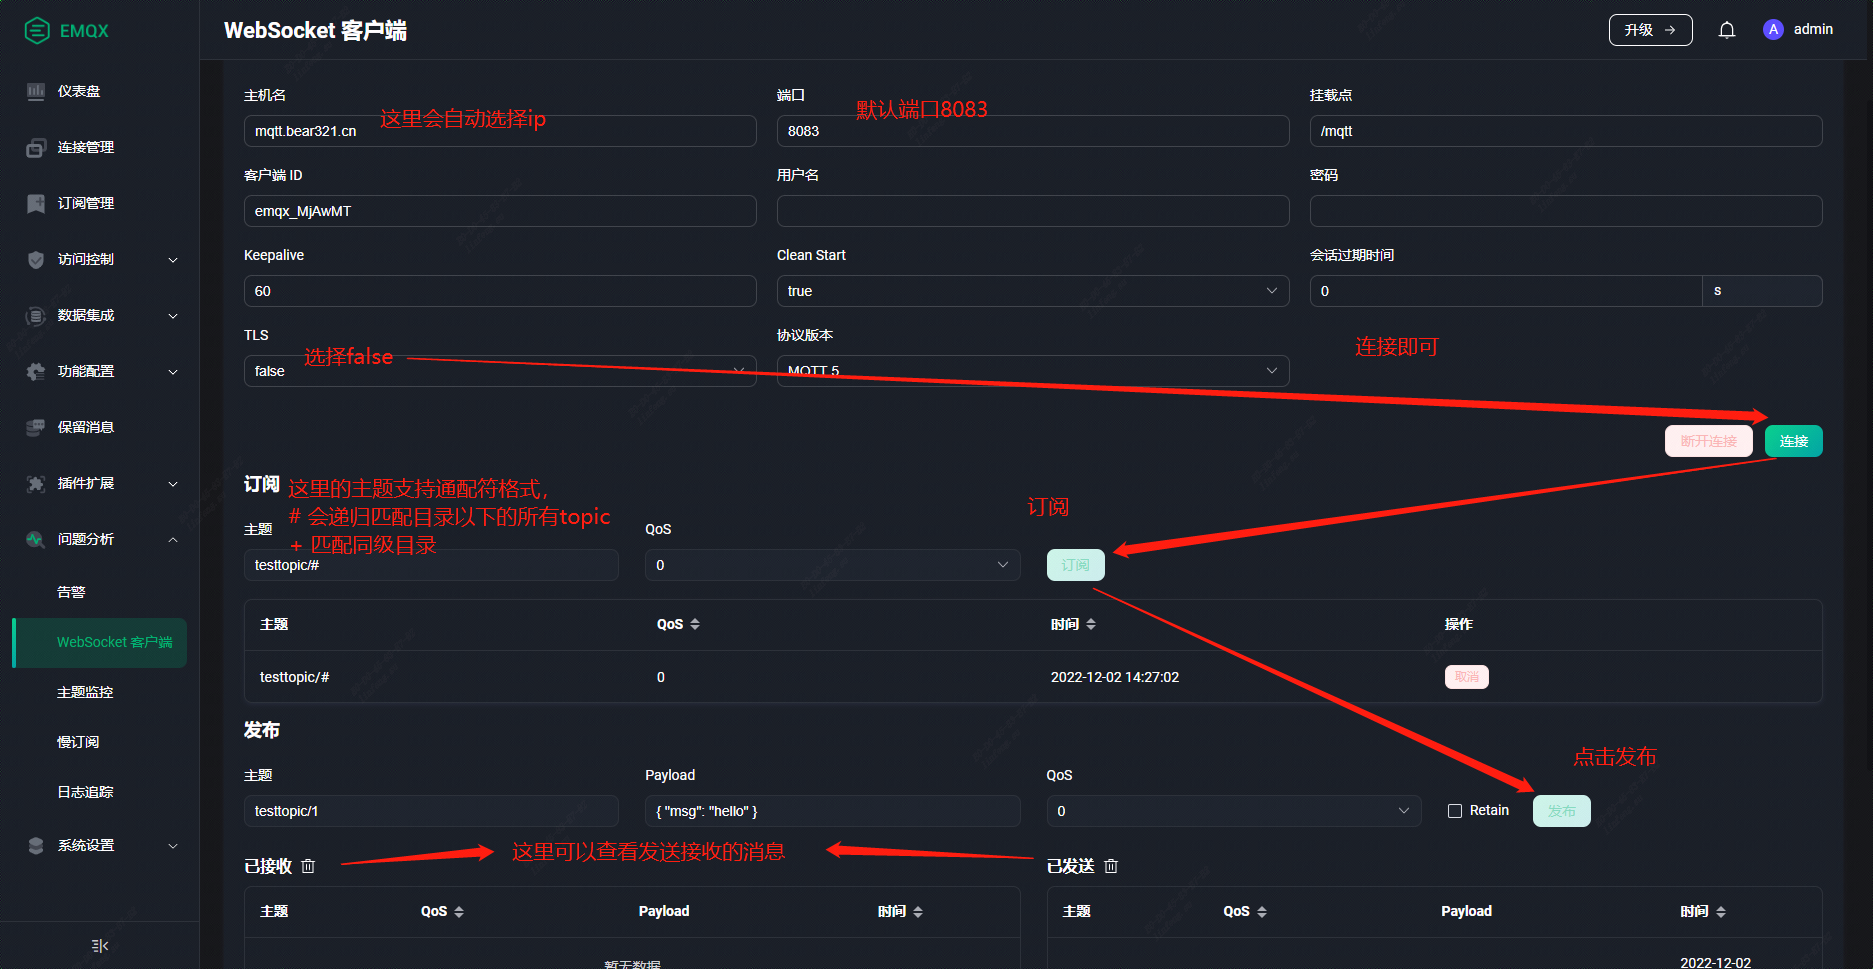 EMQX
WebSocket 客户端
升级 →
A
admin
仪表盘
连接管理
订阅管理
访问控制
数据集成
功能配置
保留消息
插件扩展
问题分析
告警
WebSocket 客户端
主题监控
慢订阅
日志追踪
系统设置
主机名
这里会自动选择ip
mqtt.bear321.cn
端口
默认端口8083
8083
挂载点
/mqtt
客户端 ID
emqx_MjAwMT
用户名
密码
Keepalive
60
Clean Start
true
会话过期时间
0
s
TLS
选择false
false
协议版本
MQTT 5
连接即可
断开连接
连接
订阅
这里的主题支持通配符格式，
# 会递归匹配目录以下的所有topic
+ 匹配同级目录
主题
testtopic/#
QoS
0
订阅
订阅
主题
QoS
时间
操作
testtopic/#
0
2022-12-02 14:27:02
取消
发布
点击发布
主题
testtopic/1
Payload
{ "msg": "hello" }
QoS
0
Retain
发布
已接收
这里可以查看发送接收的消息
已发送
主题
QoS
Payload
时间
暂无数据
主题
QoS
Payload
时间
2022-12-02